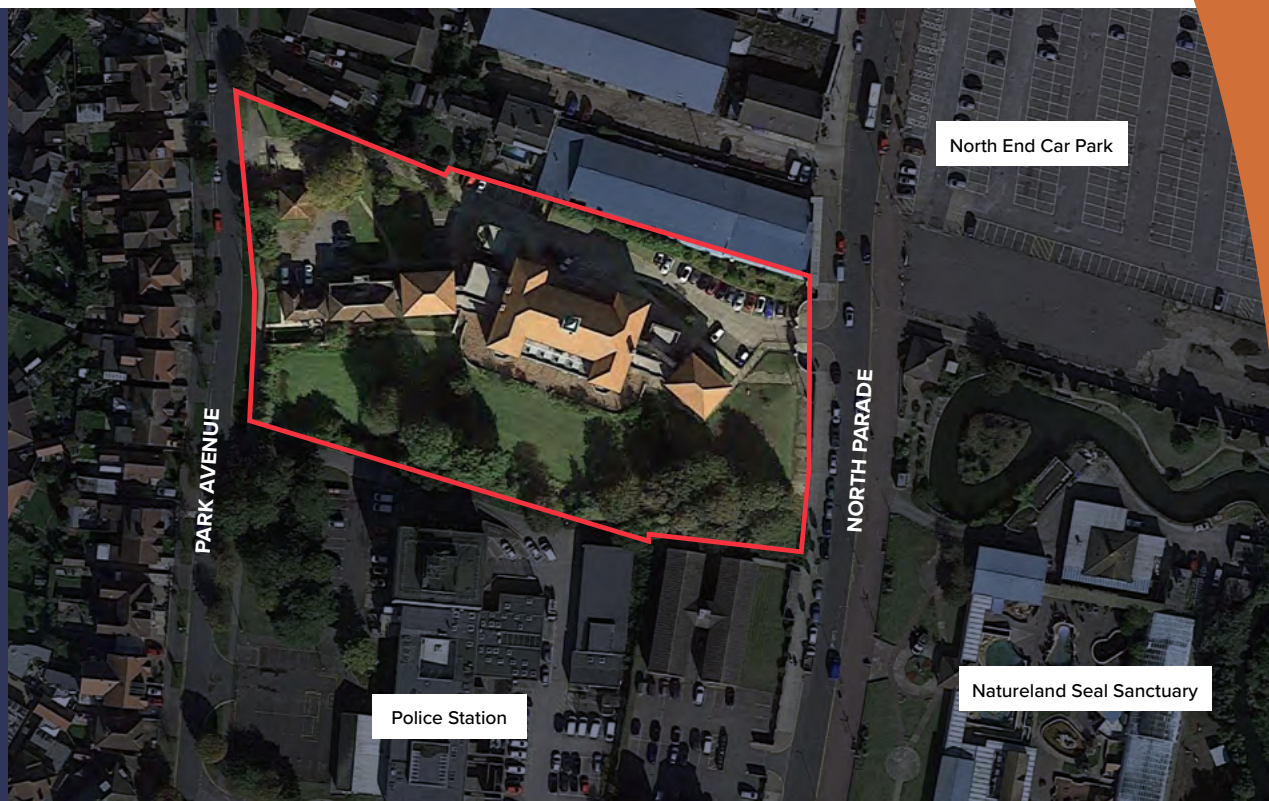 North End Car Park
PARK AVENUE
NORTH PARADE
Natureland Seal Sanctuary
Police Station